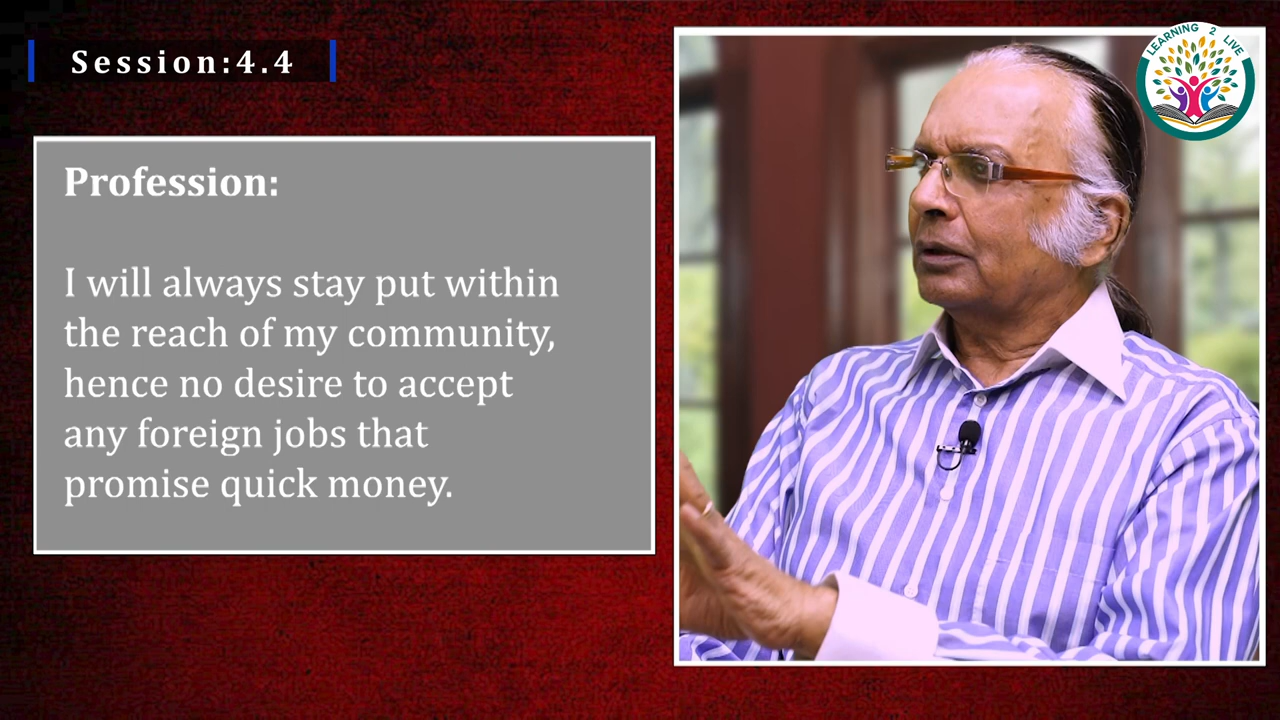 Session:4.4
LEARNING 2 LIVE
Profession:
I will always stay put within
the reach of my community,
hence no desire to accept
any foreign jobs that
promise quick money.